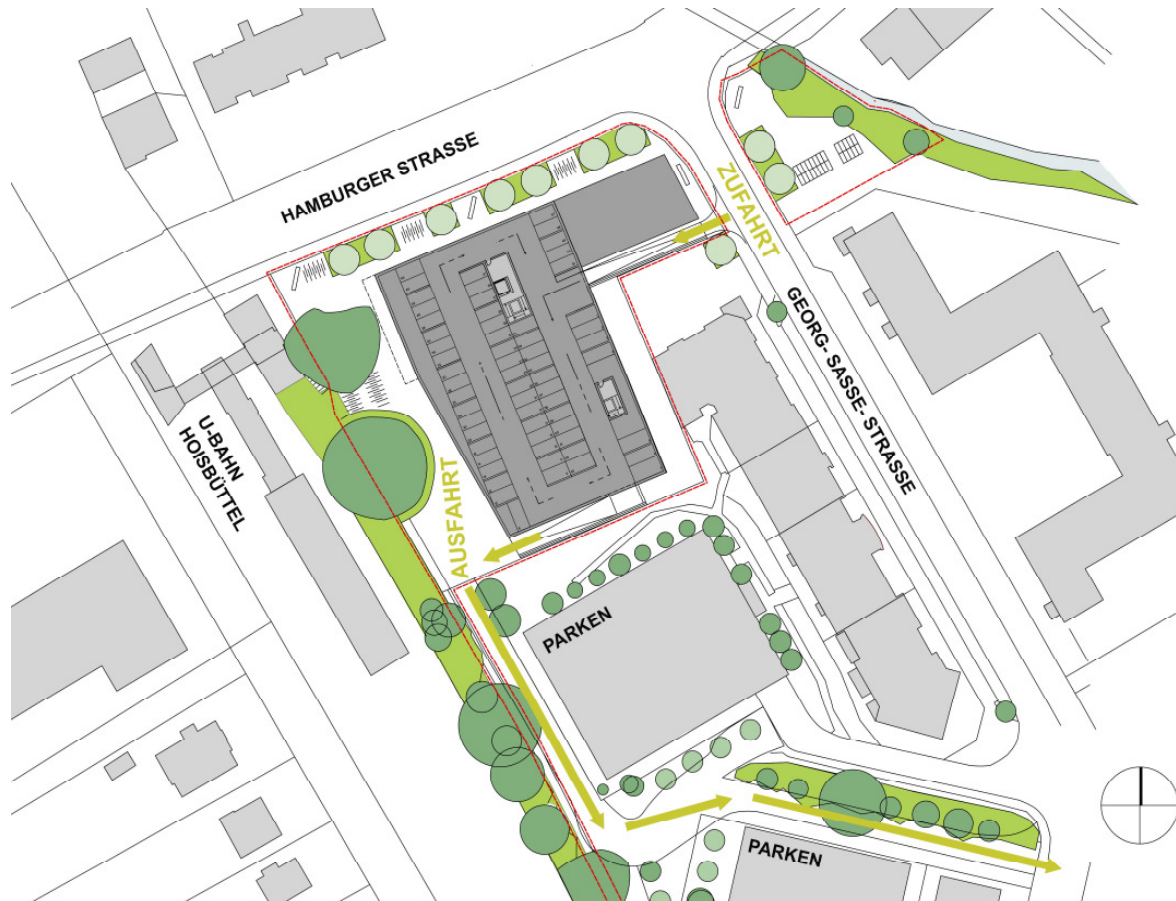 HAMBURGER STRASSE
ZUFAHRT
GEORG- SASSE- STRASSE
U-BAHN
HOISBÜTTEL
AUSFAHRT
PARKEN
PARKEN